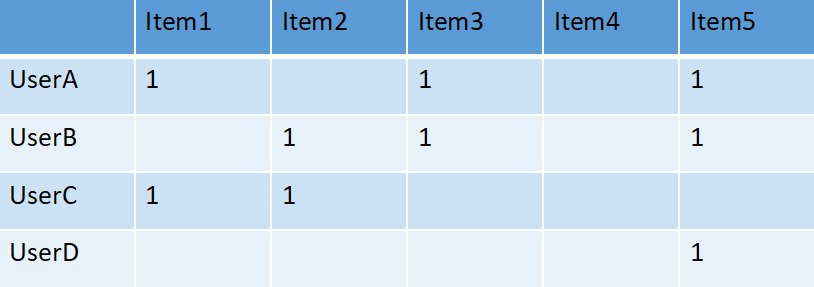 Item1 Item2 Item3 Item4 Item5
UserA 1 1 1
UserB 1 1 1
UserC 1 1
UserD 1